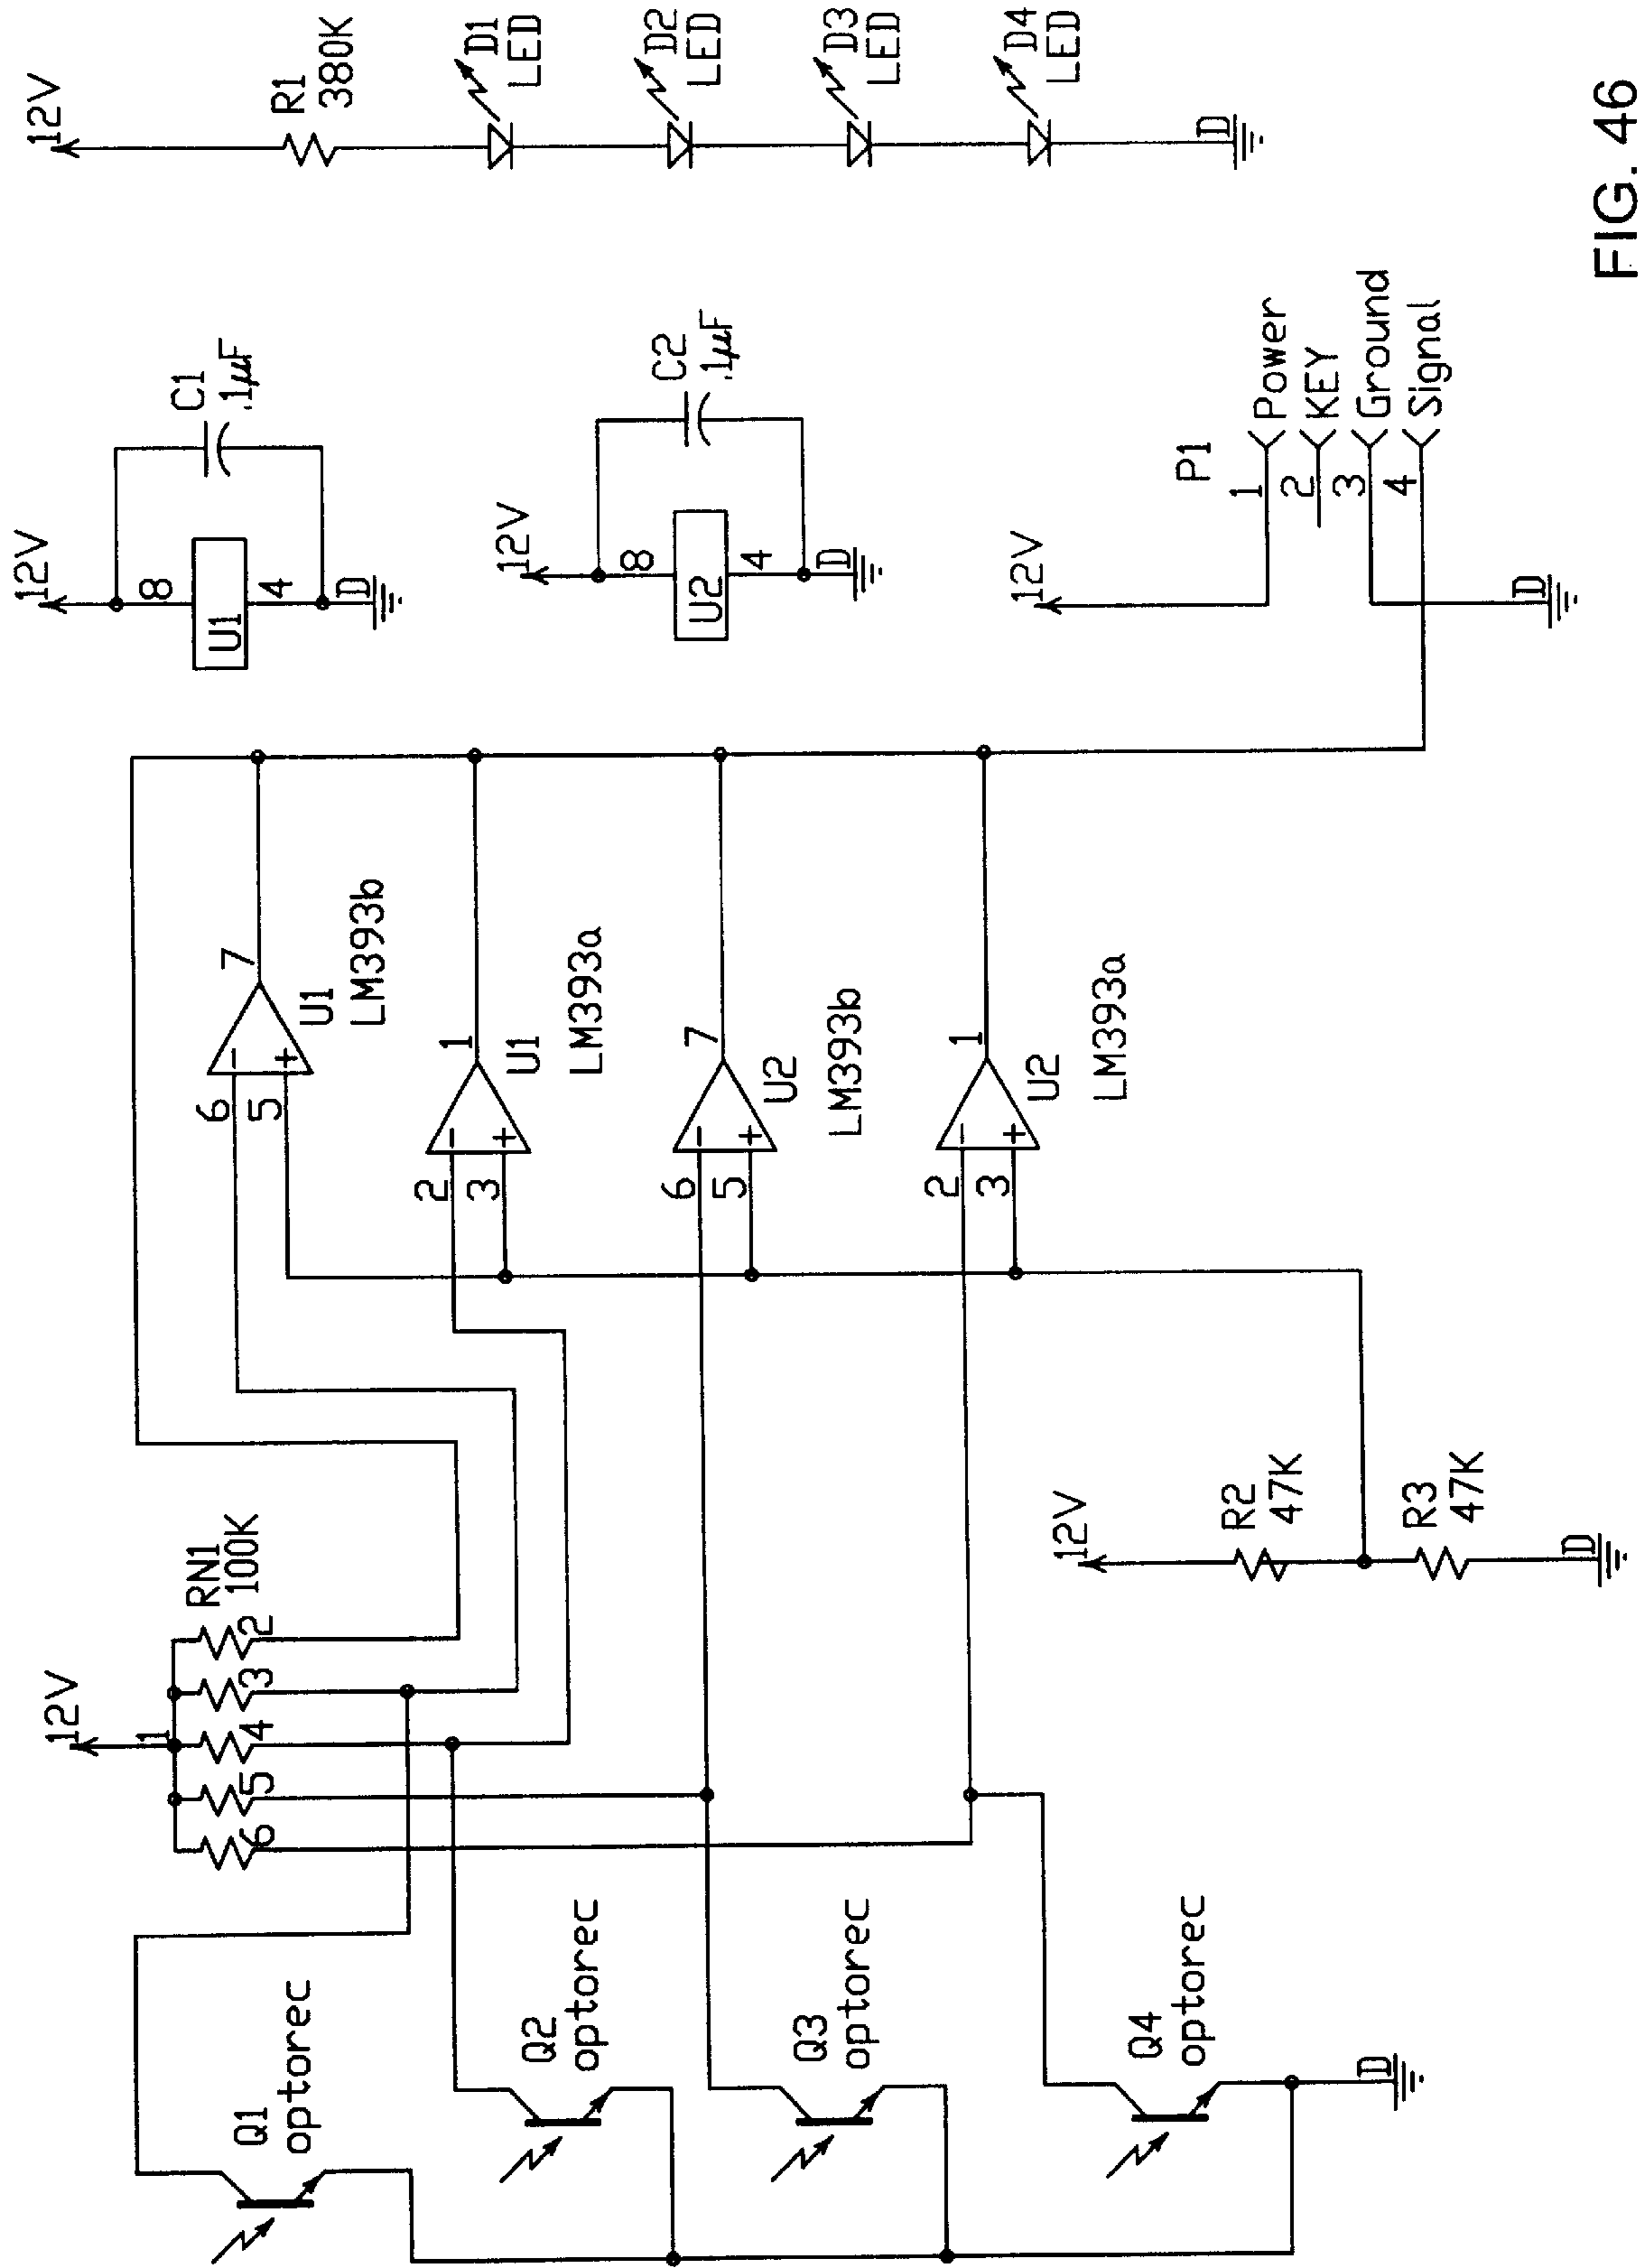 12V
R1
380K
D1
LED
D2
LED
D3
LED
D4
LED
D
12V
8
U1
4
D
C1
.1µF
12V
8
U2
4
D
C2
.1µF
12V
P1
1
Power
2
KEY
3
Ground
4
Signal
D
6
5
-
+
7
U1
LM393b
2
3
-
+
1
U1
LM393a
6
5
-
+
7
U2
LM393b
2
3
-
+
1
U2
LM393a
12V
1
RN1
100K
2
3
4
5
6
12V
R2
47K
R3
47K
D
Q1
optorec
Q2
optorec
Q3
optorec
Q4
optorec
D
FIG. 46